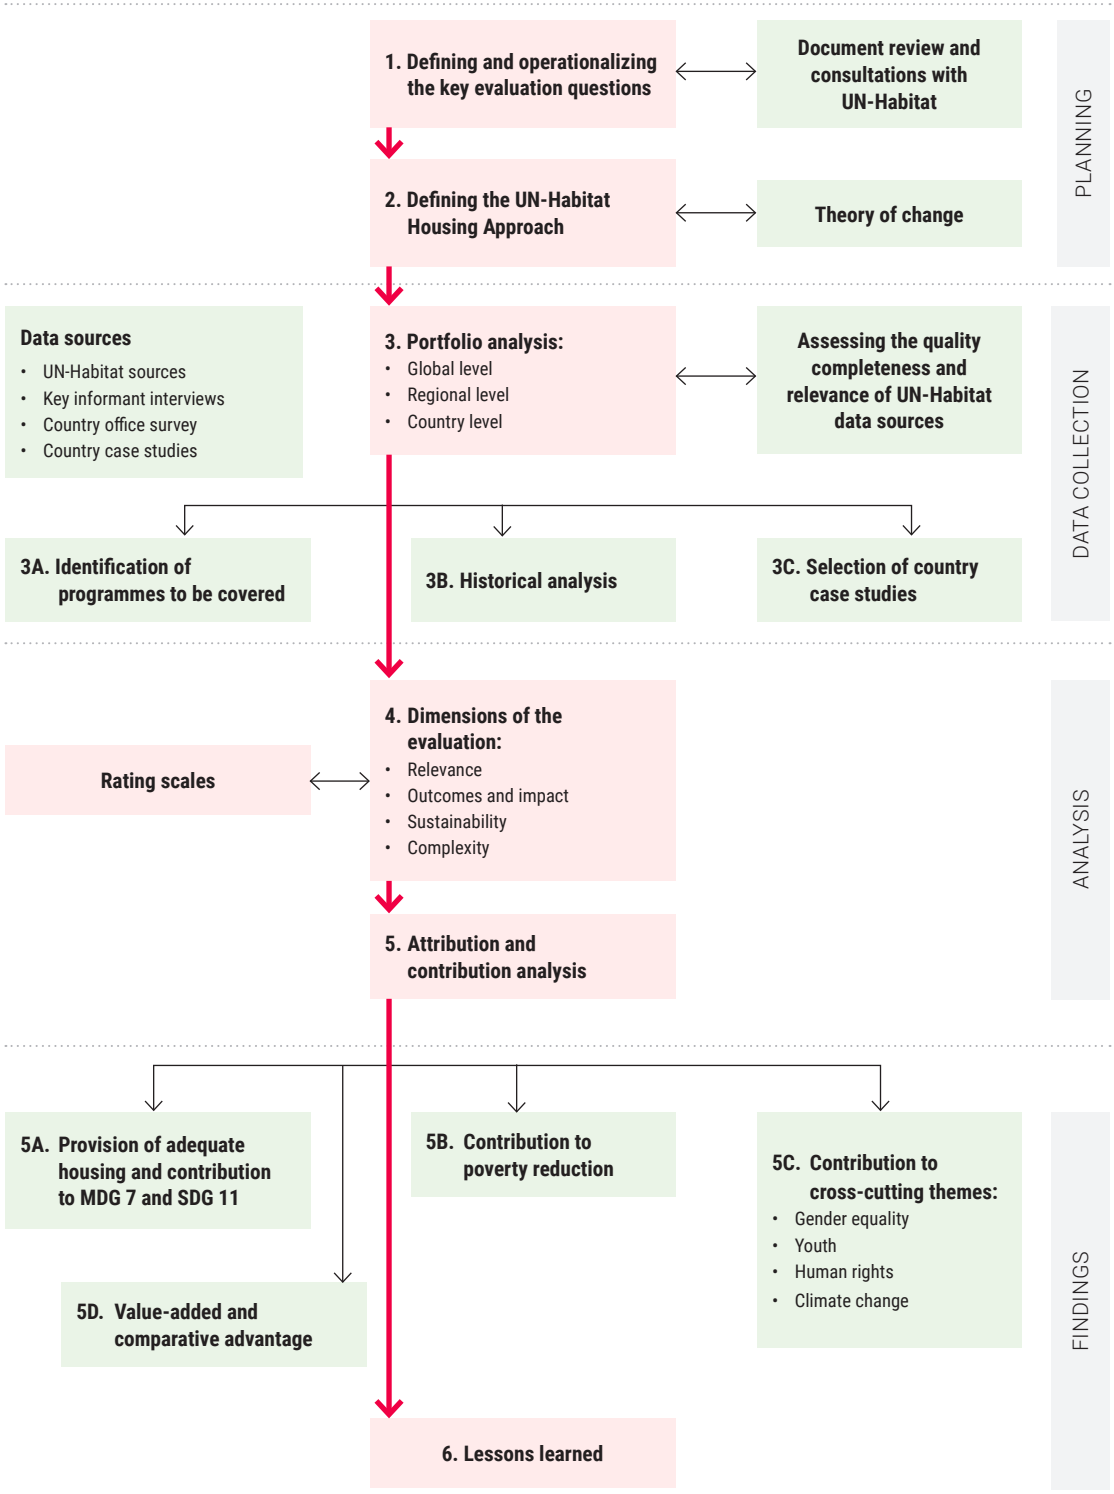 1. Defining and operationalizing
the key evaluation questions
Document review and
consultations with
UN-Habitat
PLANNING
2. Defining the UN-Habitat
Housing Approach
Theory of change
Data sources
• UN-Habitat sources
• Key informant interviews
• Country office survey
• Country case studies
3. Portfolio analysis:
• Global level
• Regional level
• Country level
Assessing the quality
completeness and
relevance of UN-Habitat
data sources
DATA COLLECTION
3A. Identification of
programmes to be covered
3B. Historical analysis
3C. Selection of country
case studies
4. Dimensions of the
evaluation:
• Relevance
• Outcomes and impact
• Sustainability
• Complexity
Rating scales
ANALYSIS
5. Attribution and
contribution analysis
5A. Provision of adequate
housing and contribution
to MDG 7 and SDG 11
5B. Contribution to
poverty reduction
5C. Contribution to
cross-cutting themes:
• Gender equality
• Youth
• Human rights
• Climate change
5D. Value-added and
comparative advantage
FINDINGS
6. Lessons learned